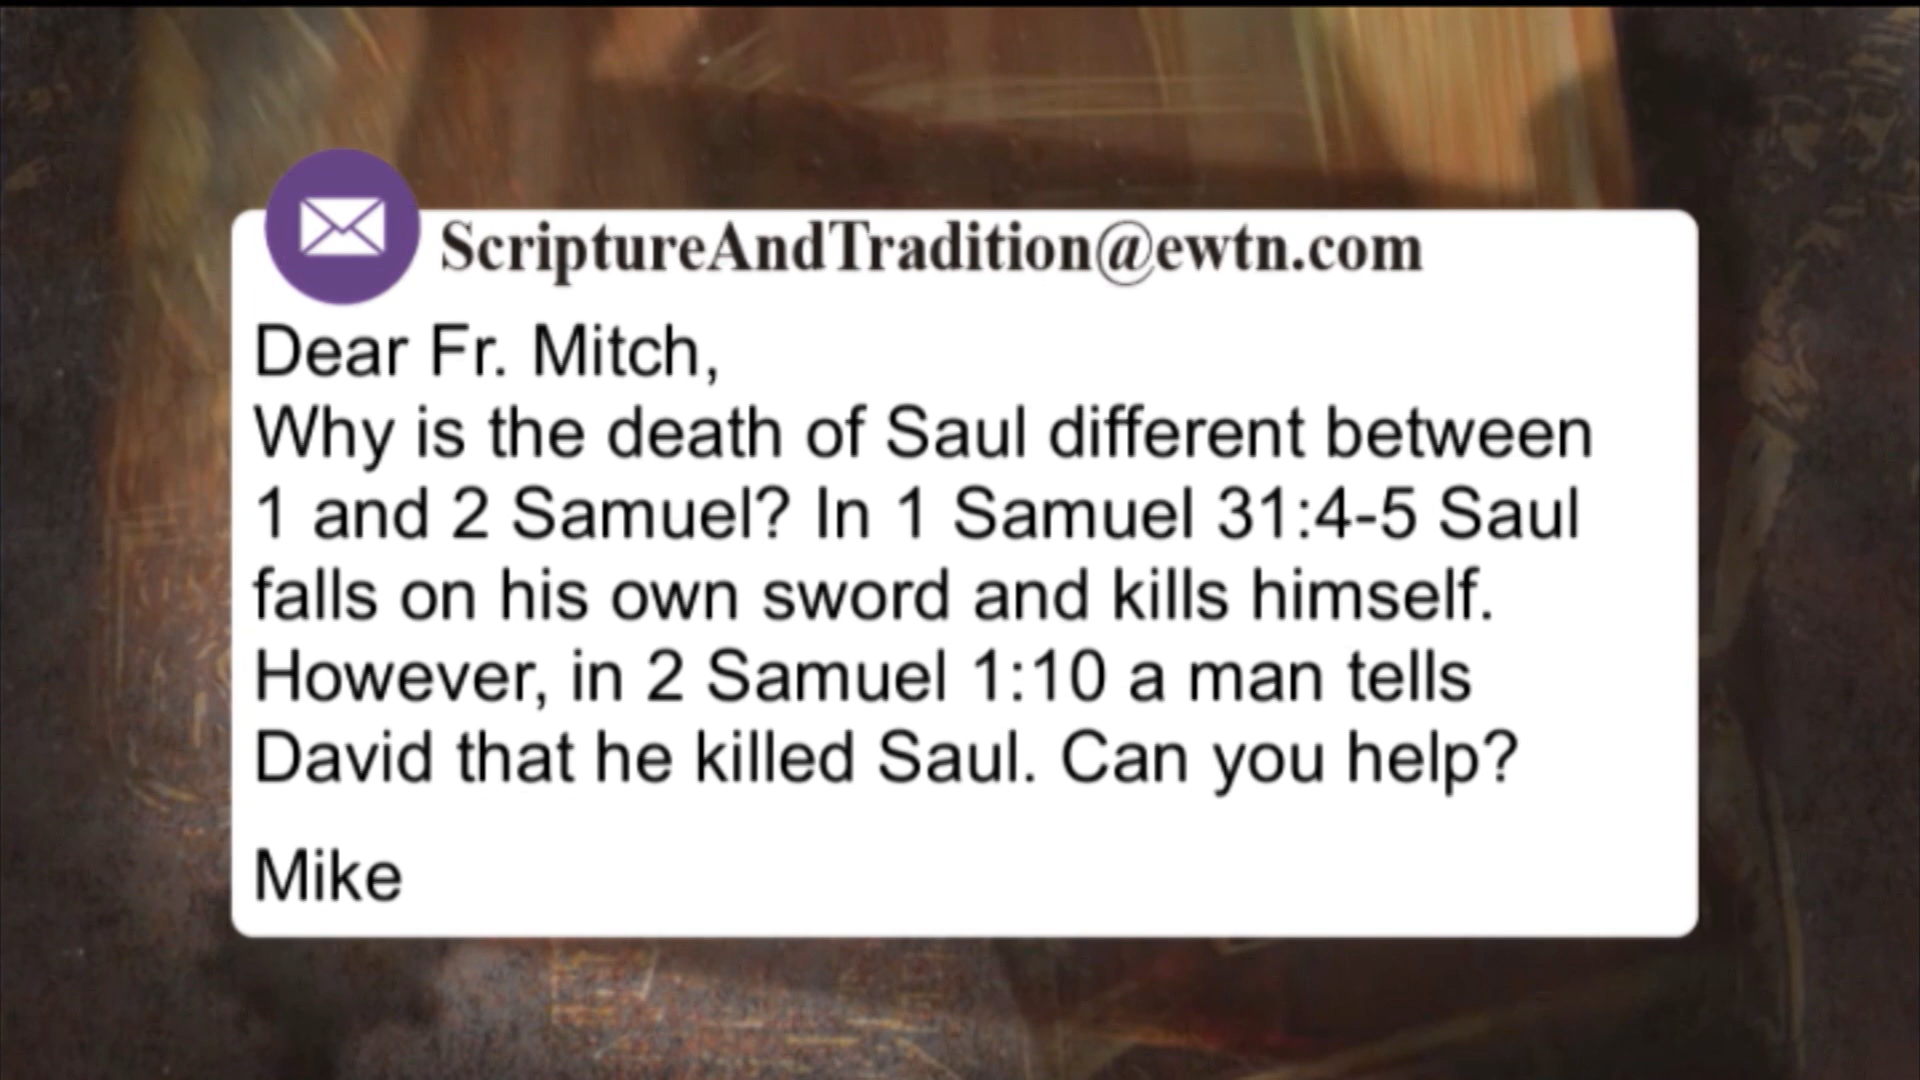 ScriptureAndTradition@ewtn.com
Dear Fr. Mitch,
Why is the death of Saul different between
1 and 2 Samuel? In 1 Samuel 31:4-5 Saul
falls on his own sword and kills himself.
However, in 2 Samuel 1:10 a man tells
David that he killed Saul. Can you help?
Mike